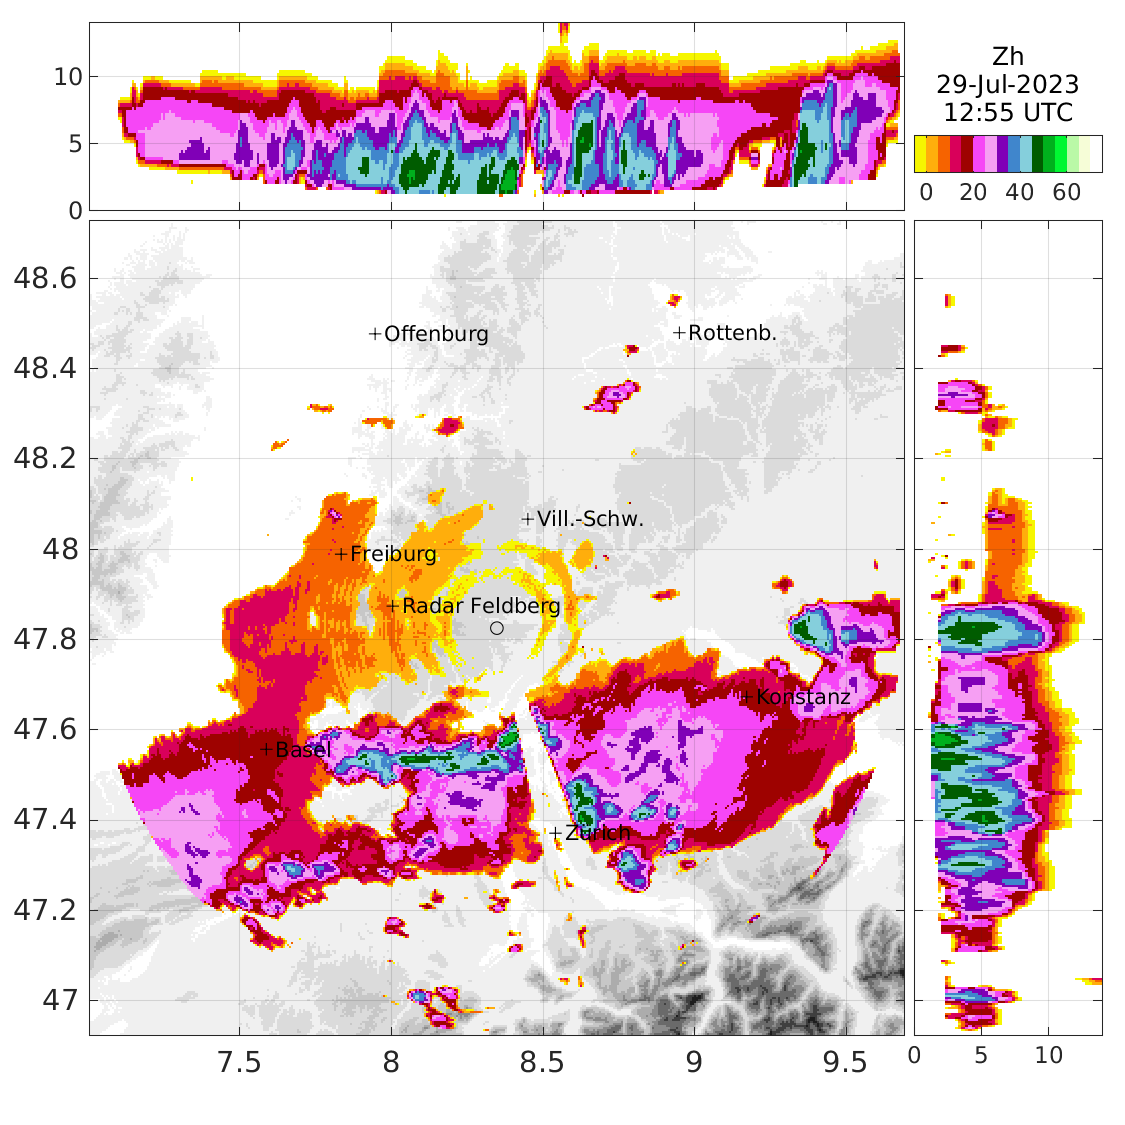 10
5
0
Zh
29-Jul-2023
12:55 UTC
0 20 40 60
48.6
48.4
48.2
48
47.8
47.6
47.4
47.2
47
+Offenburg
+Rottenb.
+Vill.-Schw.
+Freiburg
+Radar Feldberg
+Konstanz
+Basel
+Zurich
7.5 8 8.5 9 9.5
0 5 10